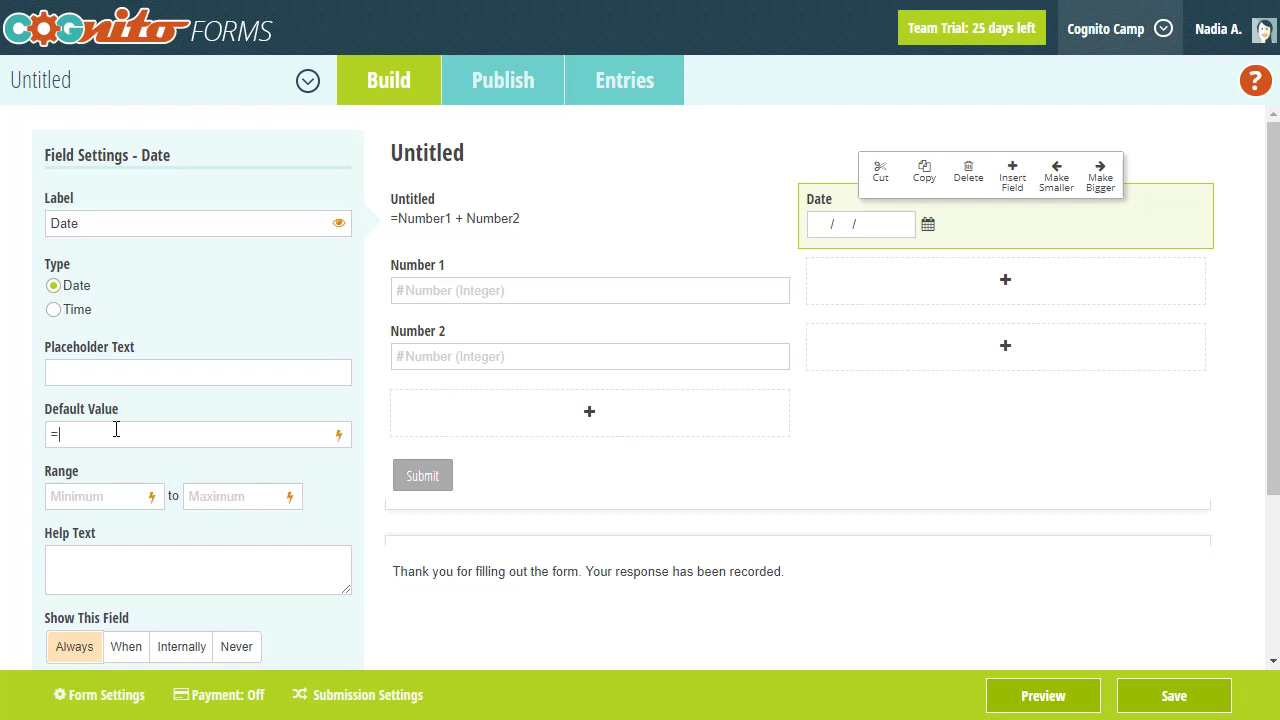 COGnito FORMS
Team Trial: 25 days left
Cognito Camp
Nadia A.
Untitled
Build
Publish
Entries
?
Field Settings - Date
Label
Date
Type
Date
Time
Placeholder Text
Default Value
=
Range
Minimum
to
Maximum
Help Text
Show This Field
Always
When
Internally
Never
Untitled
Untitled
=Number1 + Number2
Number 1
#Number (Integer)
Number 2
#Number (Integer)
+
Submit
Thank you for filling out the form. Your response has been recorded.
Cut
Copy
Delete
Insert Field
Make Smaller
Make Bigger
Date
/ /
+
+
Form Settings
Payment: Off
Submission Settings
Preview
Save